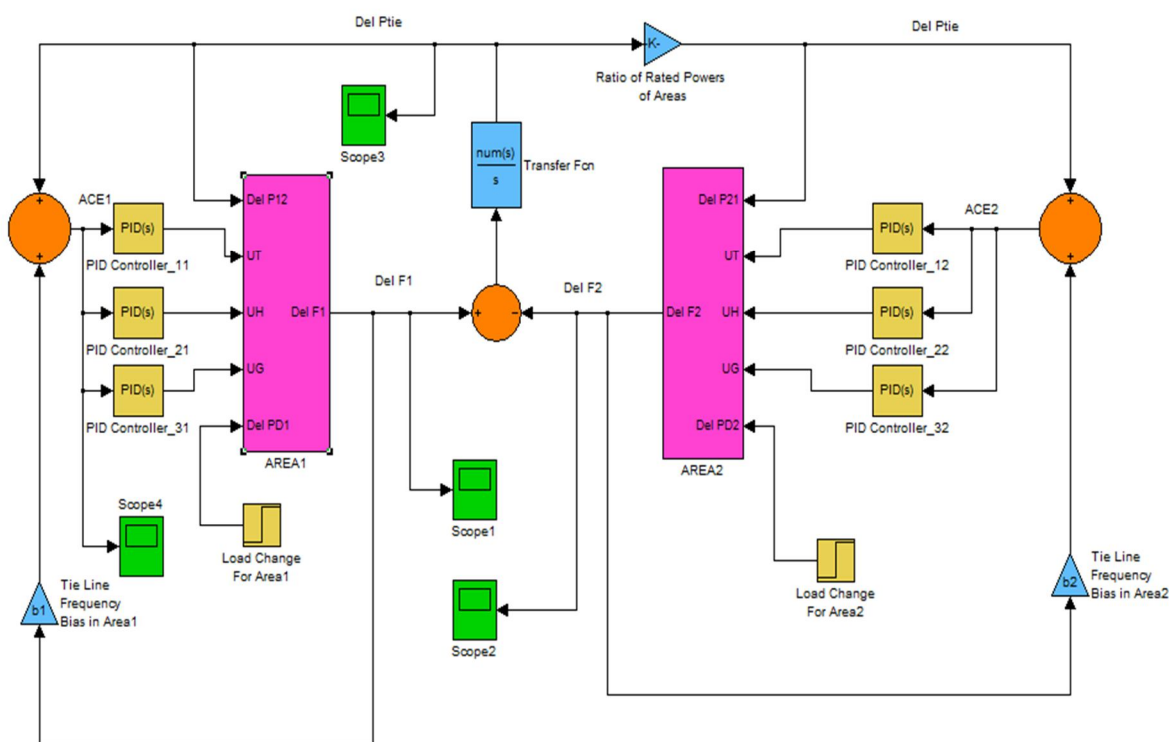 Del Ptie
Del Ptie
K-
Ratio of Rated Powers
of Areas
Scope3
num(s)
s
Transfer Fcn
+
+
ACE1
PID(s)
PID Controller_11
PID(s)
PID Controller_21
PID(s)
PID Controller_31
Del P12
UT
UH
UG
Del PD1
Del F1
AREA1
Del F1
+
-
Del F2
Del P21
UT
UH
UG
Del PD2
Del F2
AREA2
PID(s)
PID Controller_12
PID(s)
PID Controller_22
PID(s)
PID Controller_32
ACE2
+
+
Scope4
Load Change
For Area1
Scope1
Scope2
Load Change
For Area2
b1
Tie Line
Frequency
Bias in Area1
b2
Tie Line
Frequency
Bias in Area2